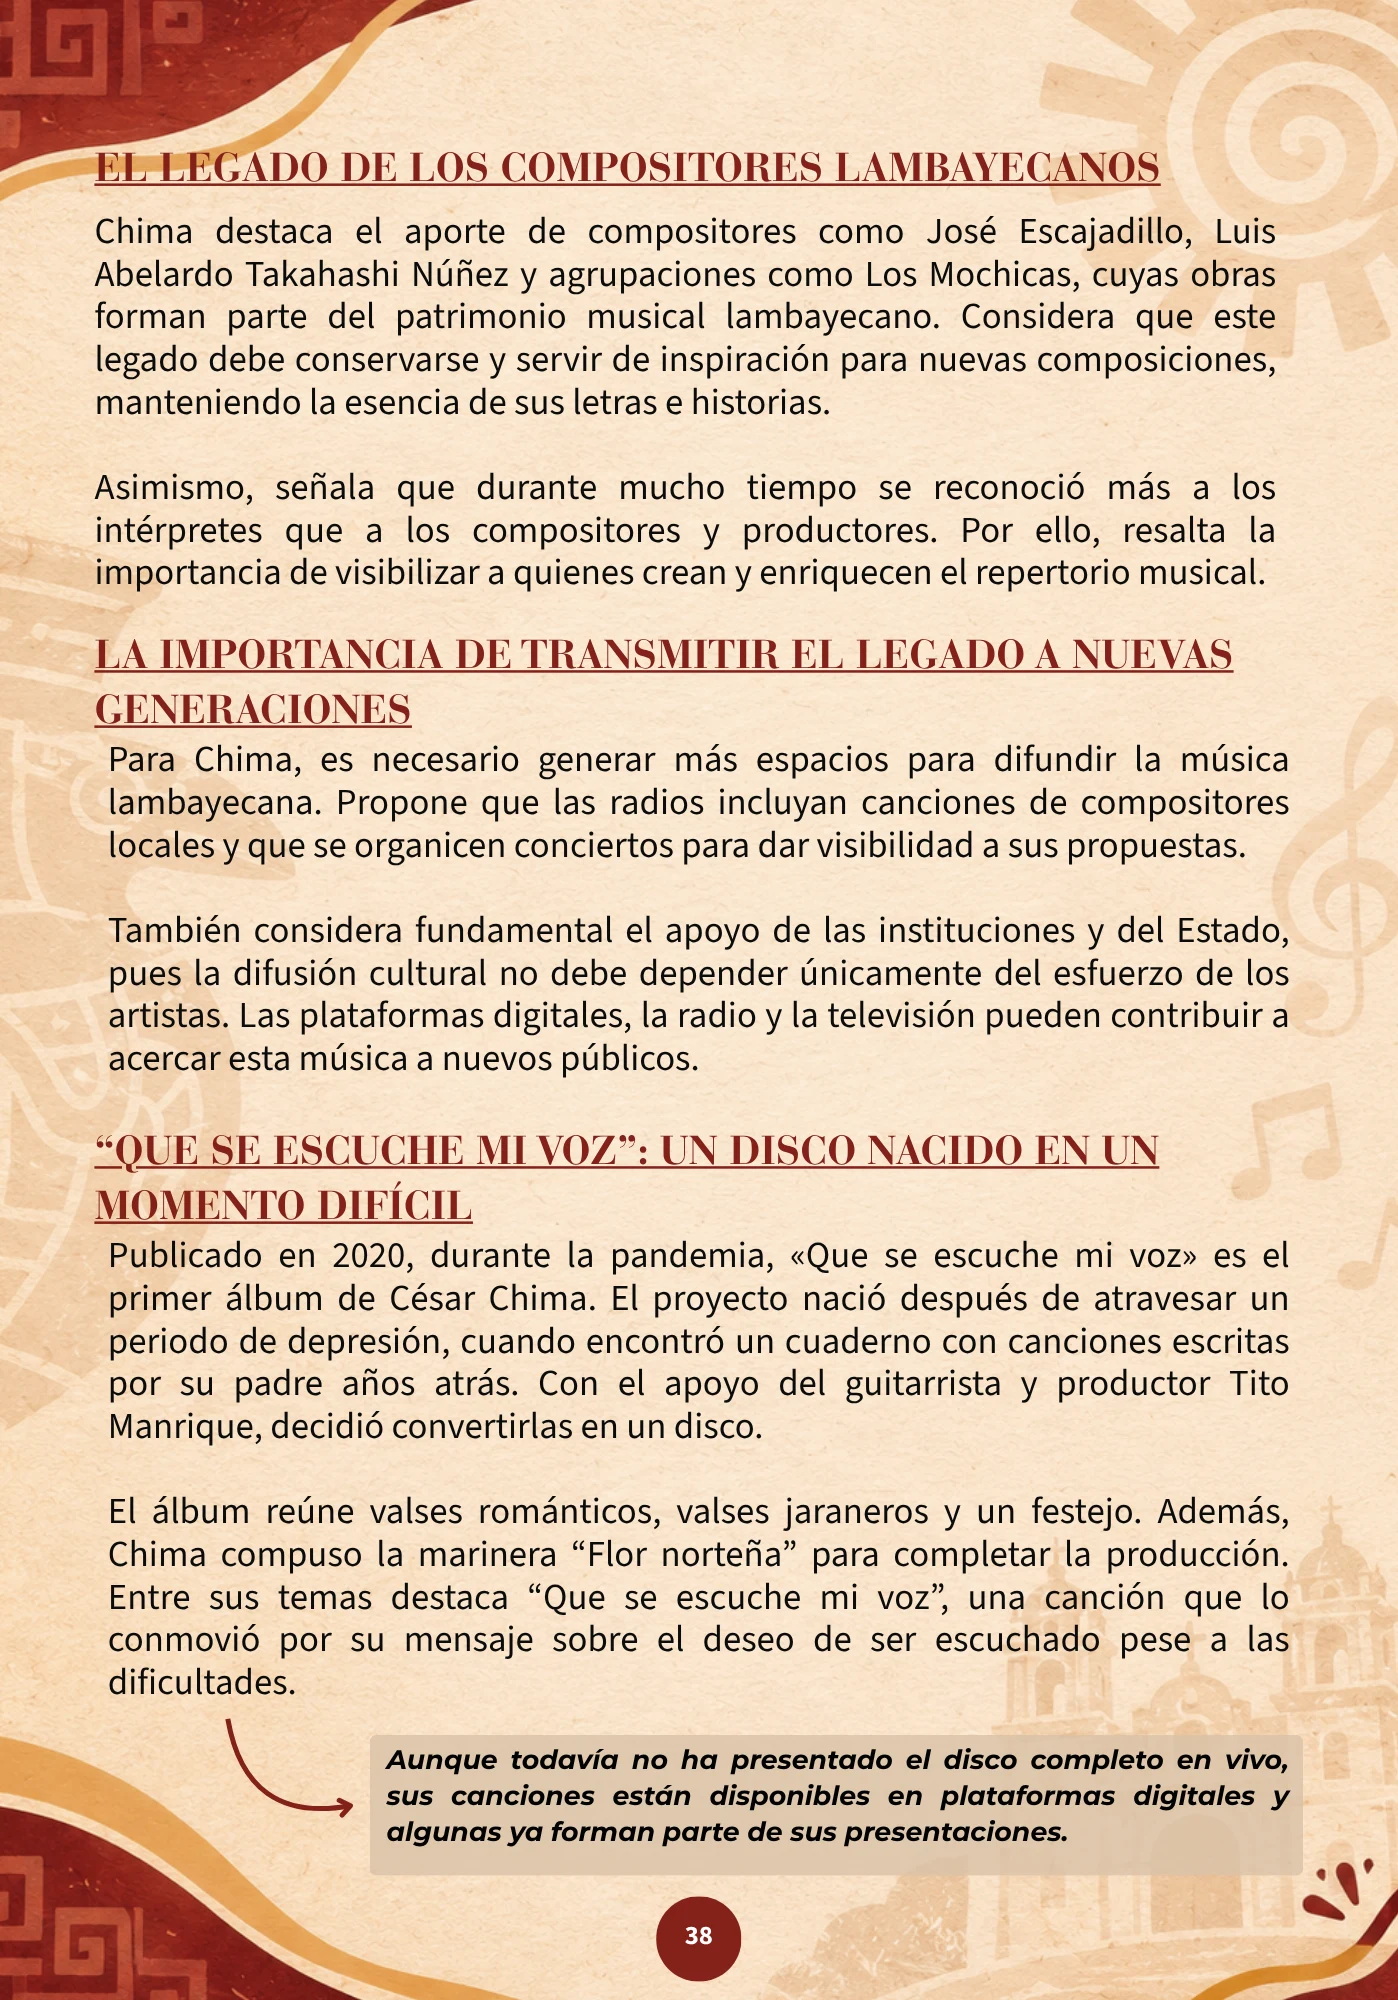 EL LEGADO DE LOS COMPOSITORES LAMBAYECANOS
Chima destaca el aporte de compositores como José Escajadillo, Luis
Abelardo Takahashi Núñez y agrupaciones como Los Mochicas, cuyas obras
forman parte del patrimonio musical lambayecano. Considera que este
legado debe conservarse y servir de inspiración para nuevas composiciones,
manteniendo la esencia de sus letras e historias.
Asimismo, señala que durante mucho tiempo se reconoció más a los
intérpretes que a los compositores y productores. Por ello, resalta la
importancia de visibilizar a quienes crean y enriquecen el repertorio musical.
LA IMPORTANCIA DE TRANSMITIR EL LEGADO A NUEVAS
GENERACIONES
Para Chima, es necesario generar más espacios para difundir la música
lambayecana. Propone que las radios incluyan canciones de compositores
locales y que se organicen conciertos para dar visibilidad a sus propuestas.
También considera fundamental el apoyo de las instituciones y del Estado,
pues la difusión cultural no debe depender únicamente del esfuerzo de los
artistas. Las plataformas digitales, la radio y la televisión pueden contribuir a
acercar esta música a nuevos públicos.
“QUE SE ESCUCHE MI VOZ”: UN DISCO NACIDO EN UN
MOMENTO DIFÍCIL
Publicado en 2020, durante la pandemia, «Que se escuche mi voz» es el
primer álbum de César Chima. El proyecto nació después de atravesar un
periodo de depresión, cuando encontró un cuaderno con canciones escritas
por su padre años atrás. Con el apoyo del guitarrista y productor Tito
Manrique, decidió convertirlas en un disco.
El álbum reúne valses románticos, valses jaraneros y un festejo. Además,
Chima compuso la marinera “Flor norteña” para completar la producción.
Entre sus temas destaca “Que se escuche mi voz”, una canción que lo
conmovió por su mensaje sobre el deseo de ser escuchado pese a las
dificultades.
Aunque todavía no ha presentado el disco completo en vivo,
sus canciones están disponibles en plataformas digitales y
algunas ya forman parte de sus presentaciones.
38